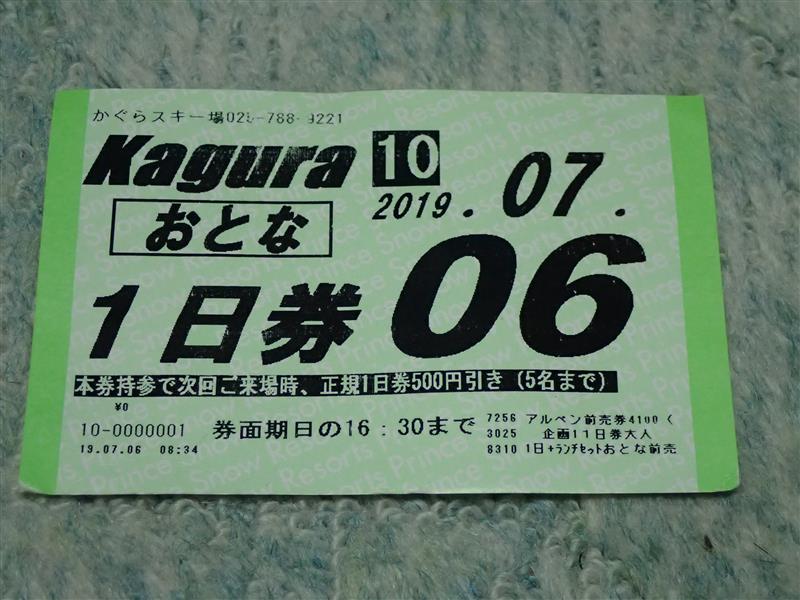 かぐらスキー場025-788-9221
Kagura 10
2019.07.
おとな
1日券 06
本券持参で次回ご来場時、正規1日券500円引き (5名まで)
¥0
10-0000001 券面期日の16:30まで
19.07.06 08:34
7256 アルペン前売券4100く
3025 企画11日券大人
8310 1日+ランチセットおとな前売
Prince Snow Resorts